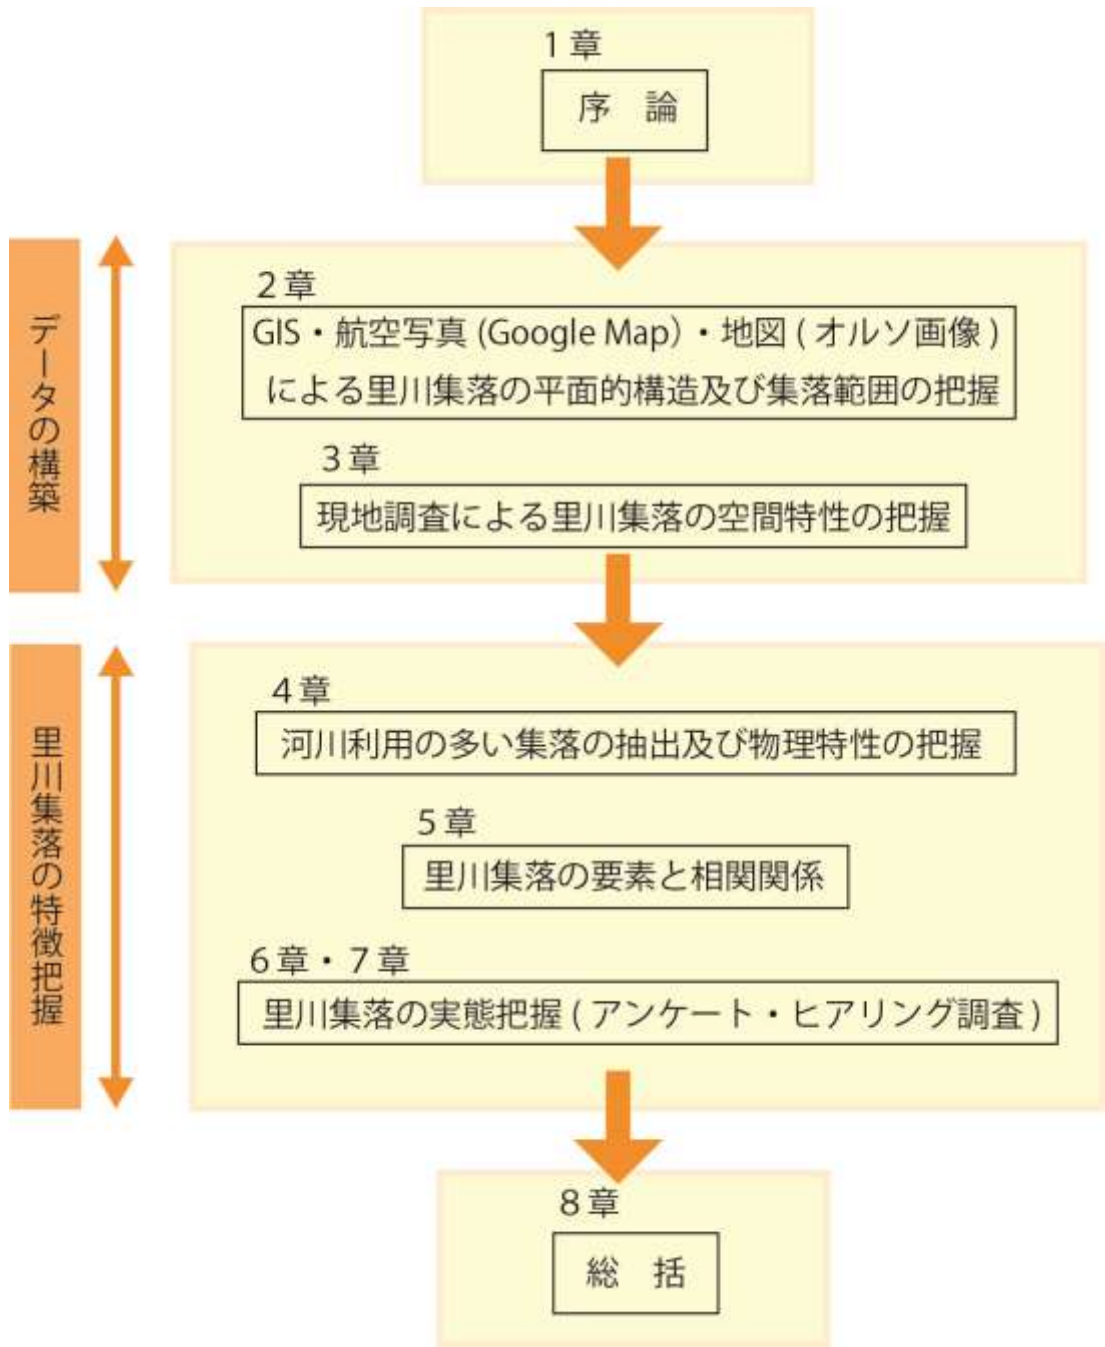 1章
序 論
データの構築
2章
GIS・航空写真(Google Map)・地図(オルソ画像)
による里川集落の平面的構造及び集落範囲の把握
3章
現地調査による里川集落の空間特性の把握
里川集落の特徴把握
4章
河川利用の多い集落の抽出及び物理特性の把握
5章
里川集落の要素と相関関係
6章・7章
里川集落の実態把握(アンケート・ヒアリング調査)
8章
総 括